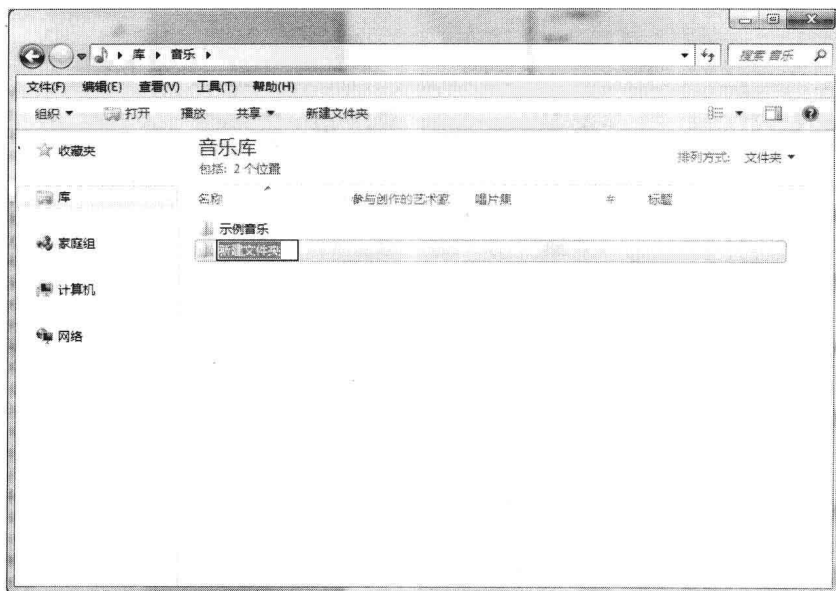 库 音乐
搜索 音乐
文件(F) 编辑(E) 查看(V) 工具(T) 帮助(H)
组织 打开 播放 共享 新建文件夹
收藏夹
库
家庭组
计算机
网络
音乐库
包括: 2 个位置
排列方式: 文件夹
名称 参与创作的艺术家 唱片集 # 标题
示例音乐
新建文件夹